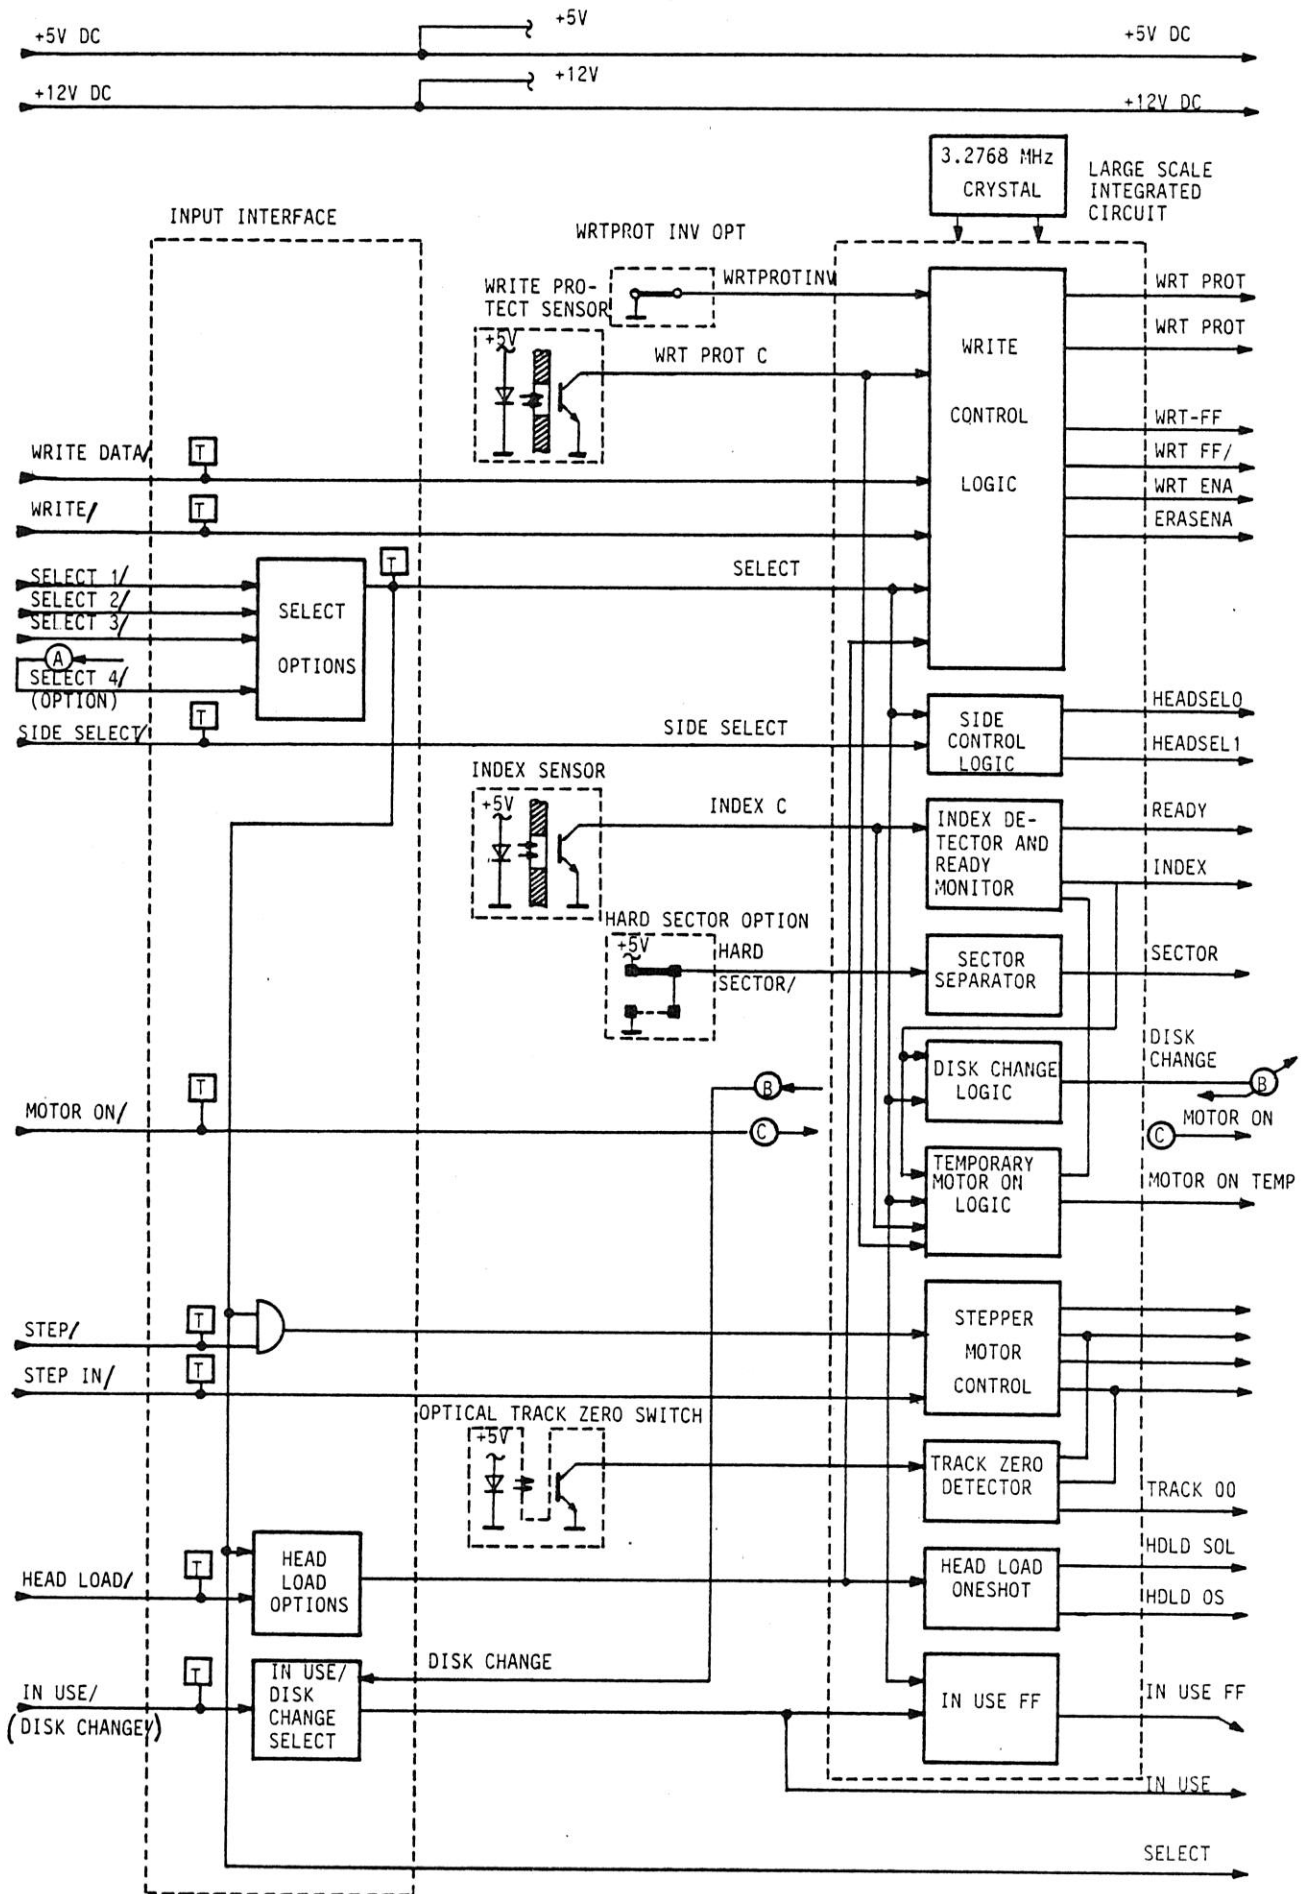 +5V
+5V DC
+5V DC
+12V
+12V DC
+12V DC
3.2768 MHz
CRYSTAL
LARGE SCALE
INTEGRATED
CIRCUIT
INPUT INTERFACE
WRTPROT INV OPT
WRITE PRO-
TECT SENSOR
WRTPROTINV
WRT PROT
+5V
WRT PROT C
WRITE
CONTROL
LOGIC
WRT PROT
WRT-FF
WRT FF/
WRT ENA
ERASENA
WRITE DATA/
T
WRITE/
T
T
SELECT 1/
SELECT 2/
SELECT 3/
A
SELECT 4/
(OPTION)
SELECT
OPTIONS
SELECT
SIDE SELECT/
T
SIDE SELECT
SIDE
CONTROL
LOGIC
HEADSEL0
HEADSEL1
INDEX SENSOR
+5V
INDEX C
INDEX DE-
TECTOR AND
READY
MONITOR
READY
INDEX
HARD SECTOR OPTION
+5V
HARD
SECTOR/
SECTOR
SEPARATOR
SECTOR
DISK CHANGE
LOGIC
DISK
CHANGE
B
B
MOTOR ON/
T
C
C
MOTOR ON
TEMPORARY
MOTOR ON
LOGIC
MOTOR ON TEMP
STEP/
T
STEP IN/
T
STEPPER
MOTOR
CONTROL
OPTICAL TRACK ZERO SWITCH
+5V
TRACK ZERO
DETECTOR
TRACK 00
HEAD LOAD/
T
HEAD
LOAD
OPTIONS
HEAD LOAD
ONESHOT
HDLD SOL
HDLD OS
IN USE/
(DISK CHANGE/)
T
IN USE/
DISK
CHANGE
SELECT
DISK CHANGE
IN USE FF
IN USE FF
IN USE
SELECT